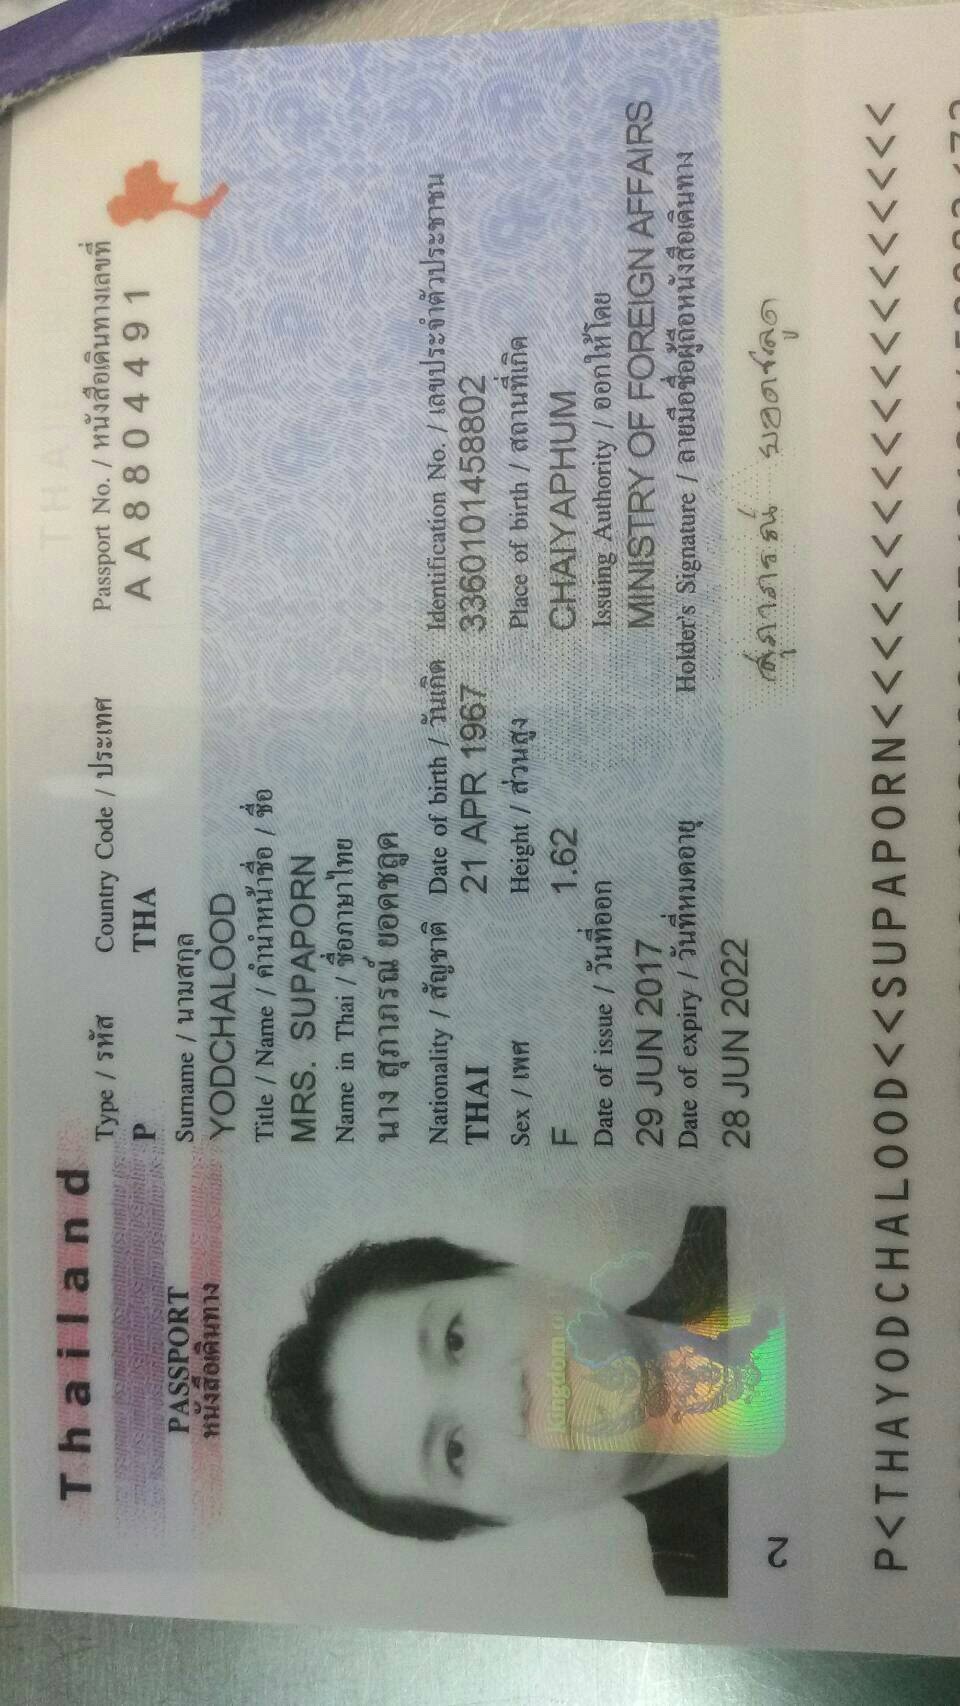 Thailand
PASSPORT
หนังสือเดินทาง
Type / รหัส Country Code / ประเทศ Passport No. / หนังสือเดินทางเลขที่
P THA AA8804491
Surname / นามสกุล
YODCHALOOD
Title / Name / คำนำหน้าชื่อ / ชื่อ
MRS. SUPAPORN
Name in Thai / ชื่อภาษาไทย
นาง สุภาภรณ์ ยอดชลูด
Nationality / สัญชาติ Date of birth / วันเกิด Identification No. / เลขประจำตัวประชาชน
THAI 21 APR 1967 3360101458802
Sex / เพศ Height / ส่วนสูง Place of birth / สถานที่เกิด
F 1.62 CHAIYAPHUM
Date of issue / วันที่ออก Issuing Authority / ออกให้โดย
29 JUN 2017 MINISTRY OF FOREIGN AFFAIRS
Date of expiry / วันที่หมดอายุ Holder's Signature / ลายมือชื่อผู้ถือหนังสือเดินทาง
28 JUN 2022
สุภาภรณ์ ยอดชลูด
Kingdom of
2
P<THAYODCHALOOD<<SUPAPORN<<<<<<<<<<<<<<<<<<<